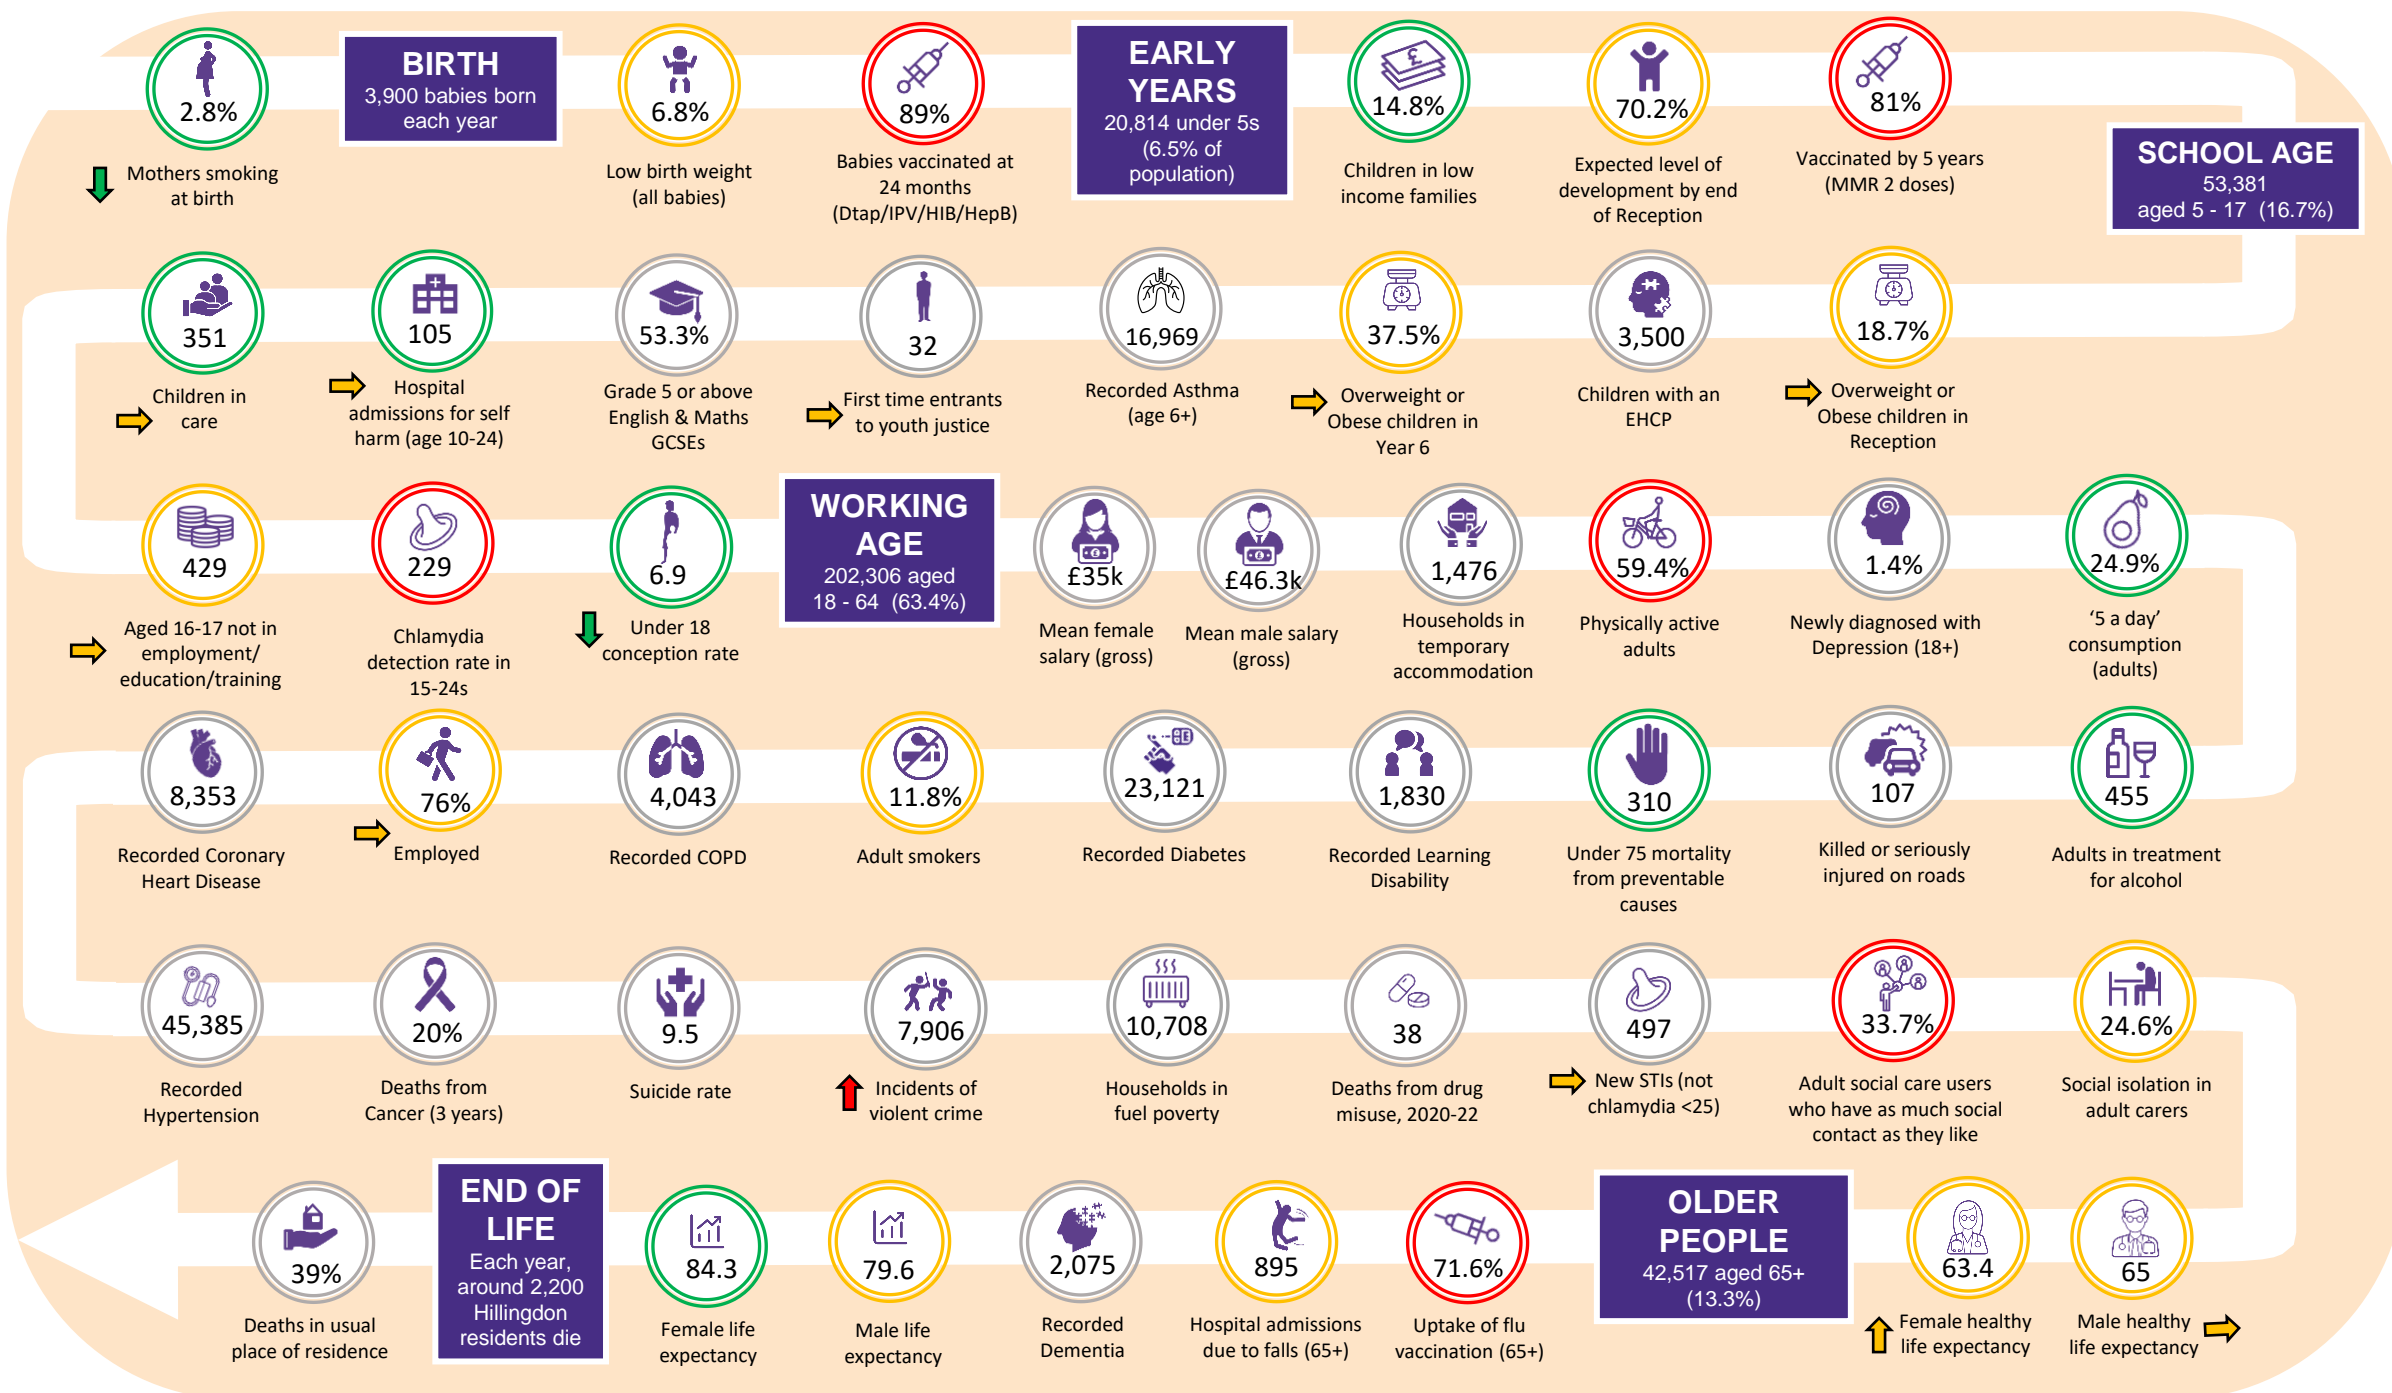 2.8%
Mothers smoking
at birth
BIRTH
3,900 babies born
each year
6.8%
Low birth weight
(all babies)
89%
Babies vaccinated at
24 months
(Dtap/IPV/HIB/HepB)
EARLY
YEARS
20,814 under 5s
(6.5% of
population)
£
14.8%
Children in low
income families
70.2%
Expected level of
development by end
of Reception
81%
Vaccinated by 5 years
(MMR 2 doses)
SCHOOL AGE
53,381
aged 5 - 17 (16.7%)
351
Children in
care
105
Hospital
admissions for self
harm (age 10-24)
53.3%
Grade 5 or above
English & Maths
GCSEs
32
First time entrants
to youth justice
16,969
Recorded Asthma
(age 6+)
37.5%
Overweight or
Obese children in
Year 6
3,500
Children with an
EHCP
18.7%
Overweight or
Obese children in
Reception
429
Aged 16-17 not in
employment/
education/training
229
Chlamydia
detection rate in
15-24s
6.9
Under 18
conception rate
WORKING
AGE
202,306 aged
18 - 64 (63.4%)
£35k
Mean female
salary (gross)
£46.3k
Mean male salary
(gross)
1,476
Households in
temporary
accommodation
59.4%
Physically active
adults
1.4%
Newly diagnosed with
Depression (18+)
24.9%
‘5 a day’
consumption
(adults)
8,353
Recorded Coronary
Heart Disease
76%
Employed
4,043
Recorded COPD
11.8%
Adult smokers
23,121
Recorded Diabetes
1,830
Recorded Learning
Disability
310
Under 75 mortality
from preventable
causes
107
Killed or seriously
injured on roads
455
Adults in treatment
for alcohol
45,385
Recorded
Hypertension
20%
Deaths from
Cancer (3 years)
9.5
Suicide rate
7,906
Incidents of
violent crime
10,708
Households in
fuel poverty
38
Deaths from drug
misuse, 2020-22
497
New STIs (not
chlamydia <25)
33.7%
Adult social care users
who have as much social
contact as they like
24.6%
Social isolation in
adult carers
39%
Deaths in usual
place of residence
END OF
LIFE
Each year,
around 2,200
Hillingdon
residents die
84.3
Female life
expectancy
79.6
Male life
expectancy
2,075
Recorded
Dementia
895
Hospital admissions
due to falls (65+)
71.6%
Uptake of flu
vaccination (65+)
OLDER
PEOPLE
42,517 aged 65+
(13.3%)
63.4
Female healthy
life expectancy
65
Male healthy
life expectancy